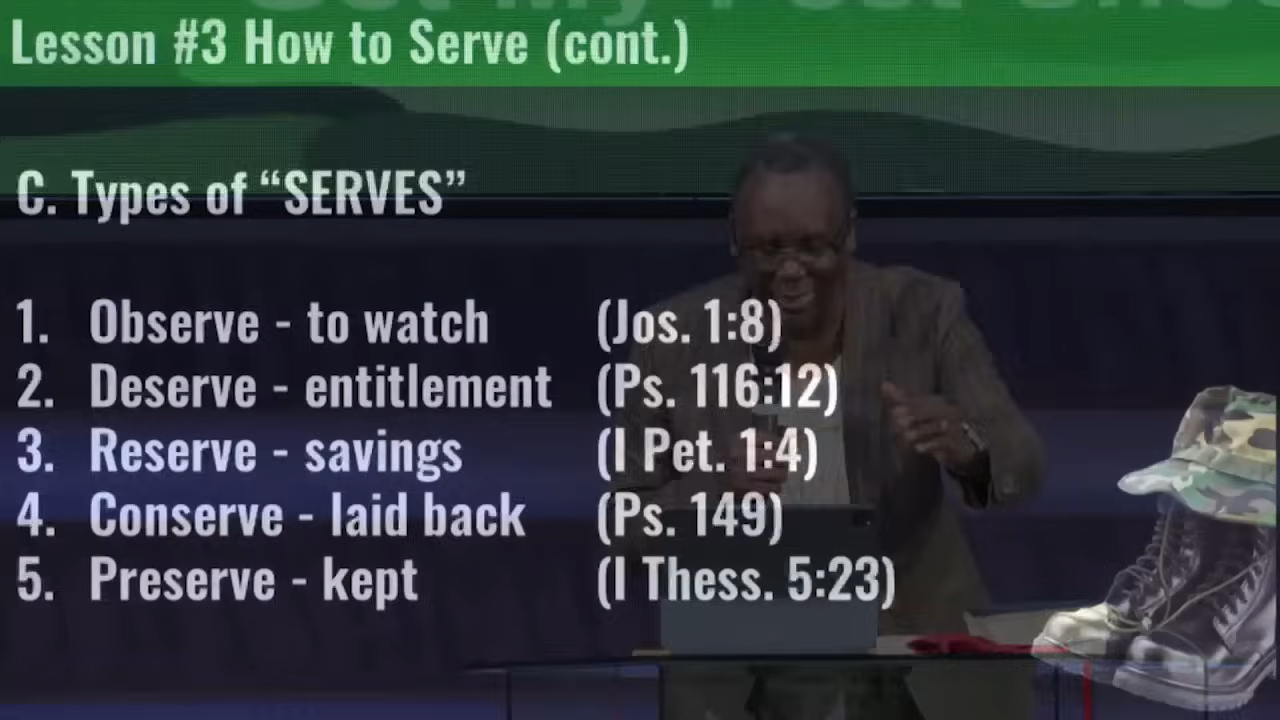 Lesson #3 How to Serve (cont.)
C. Types of “SERVES”
1. Observe - to watch (Jos. 1:8)
2. Deserve - entitlement (Ps. 116:12)
3. Reserve - savings (I Pet. 1:4)
4. Conserve - laid back (Ps. 149)
5. Preserve - kept (I Thess. 5:23)